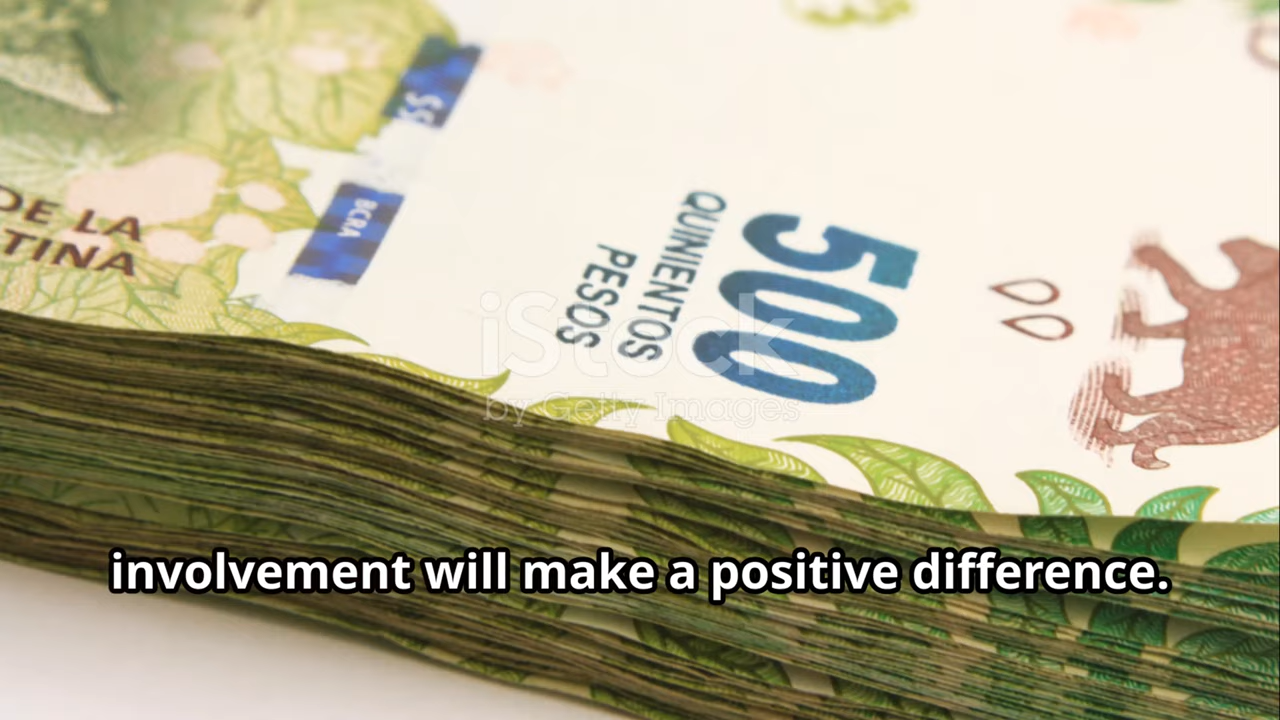 $$
BCRA
DE LA
TINA
500
QUINIENTOS
PESOS
iStock
by Getty Images
involvement will make a positive difference.